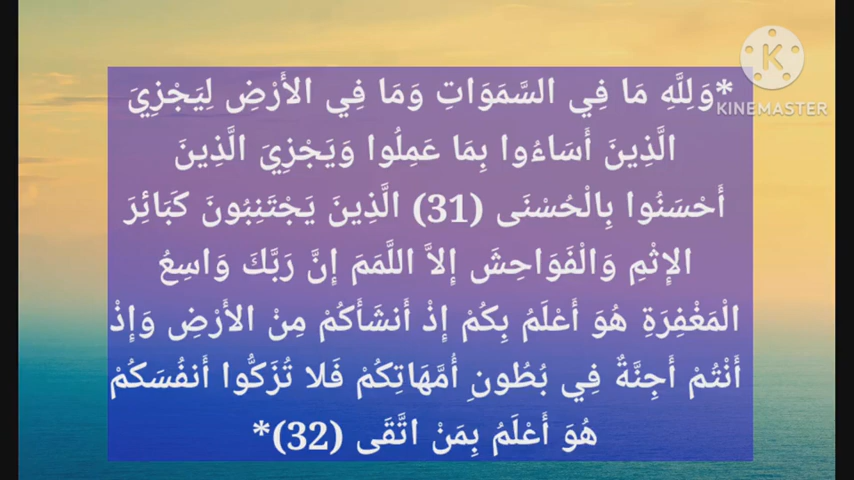 *وَلِلَّهِ مَا فِي السَّمَوَاتِ وَمَا فِي الأَرْضِ لِيَجْزِيَ
الَّذِينَ أَسَاءُوا بِمَا عَمِلُوا وَيَجْزِيَ الَّذِينَ
أَحْسَنُوا بِالْحُسْنَى (31) الَّذِينَ يَجْتَنِبُونَ كَبَائِرَ
الإِثْمِ وَالْفَوَاحِشَ إِلاَّ اللَّمَمَ إِنَّ رَبَّكَ وَاسِعُ
الْمَغْفِرَةِ هُوَ أَعْلَمُ بِكُمْ إِذْ أَنشَأَكُمْ مِنْ الأَرْضِ وَإِذْ
أَنْتُمْ أَجِنَّةٌ فِي بُطُونِ أُمَّهَاتِكُمْ فَلا تُزَكُّوا أَنفُسَكُمْ
هُوَ أَعْلَمُ بِمَنْ اتَّقَى (32)*
K
KINEMASTER